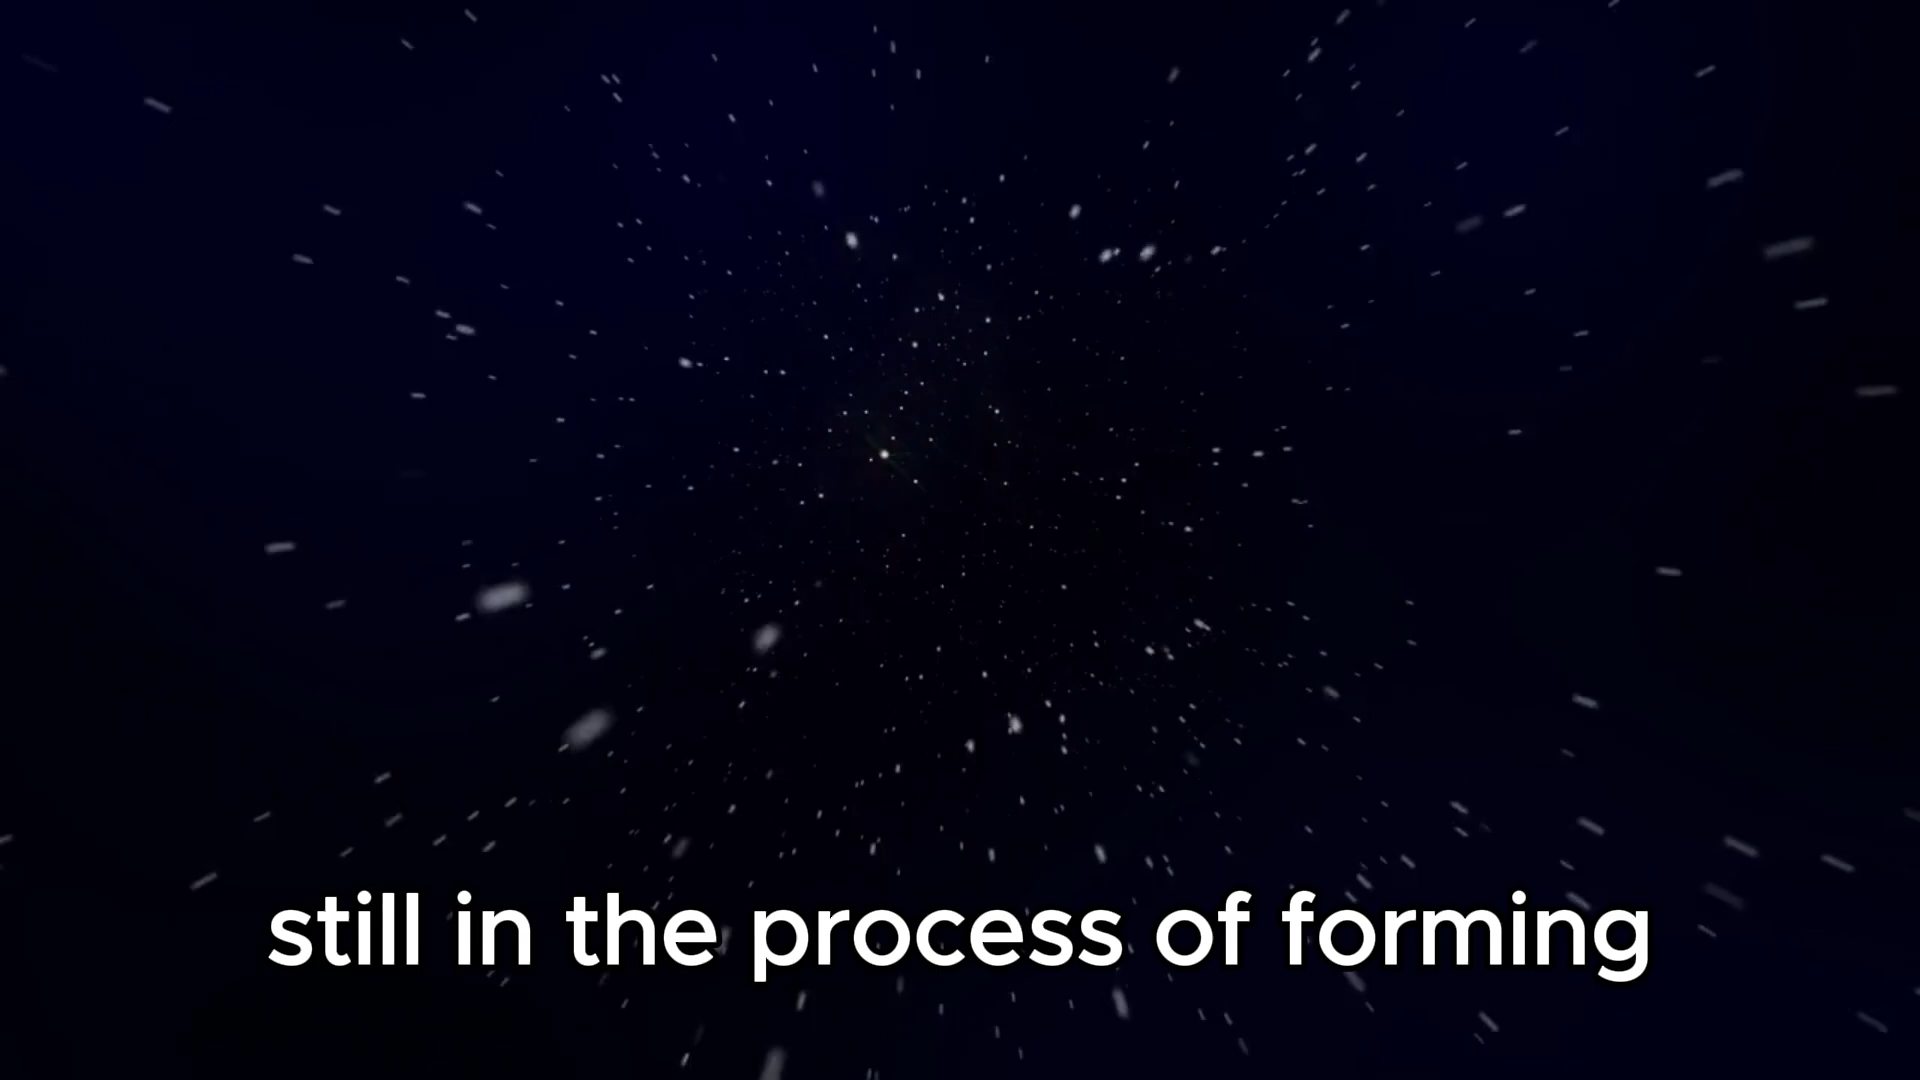 still in the process of forming